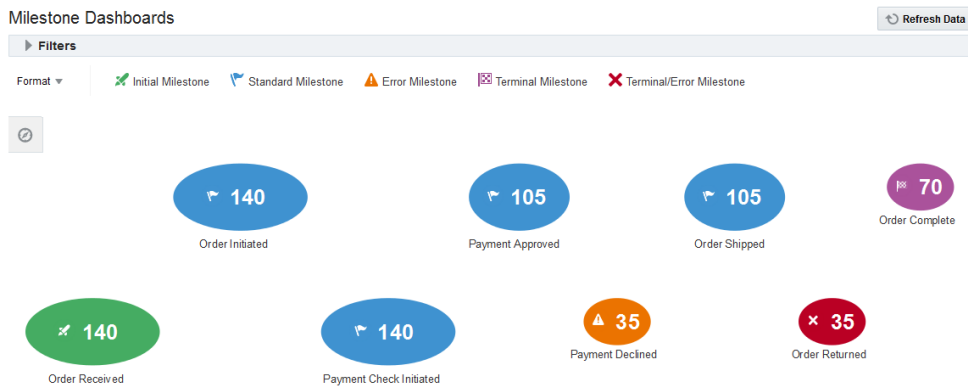 Milestone Dashboards
Refresh Data
Filters
Format
Initial Milestone
Standard Milestone
Error Milestone
Terminal Milestone
Terminal/Error Milestone
140
Order Initiated
105
Payment Approved
105
Order Shipped
70
Order Complete
140
Order Received
140
Payment Check Initiated
35
Payment Declined
35
Order Returned